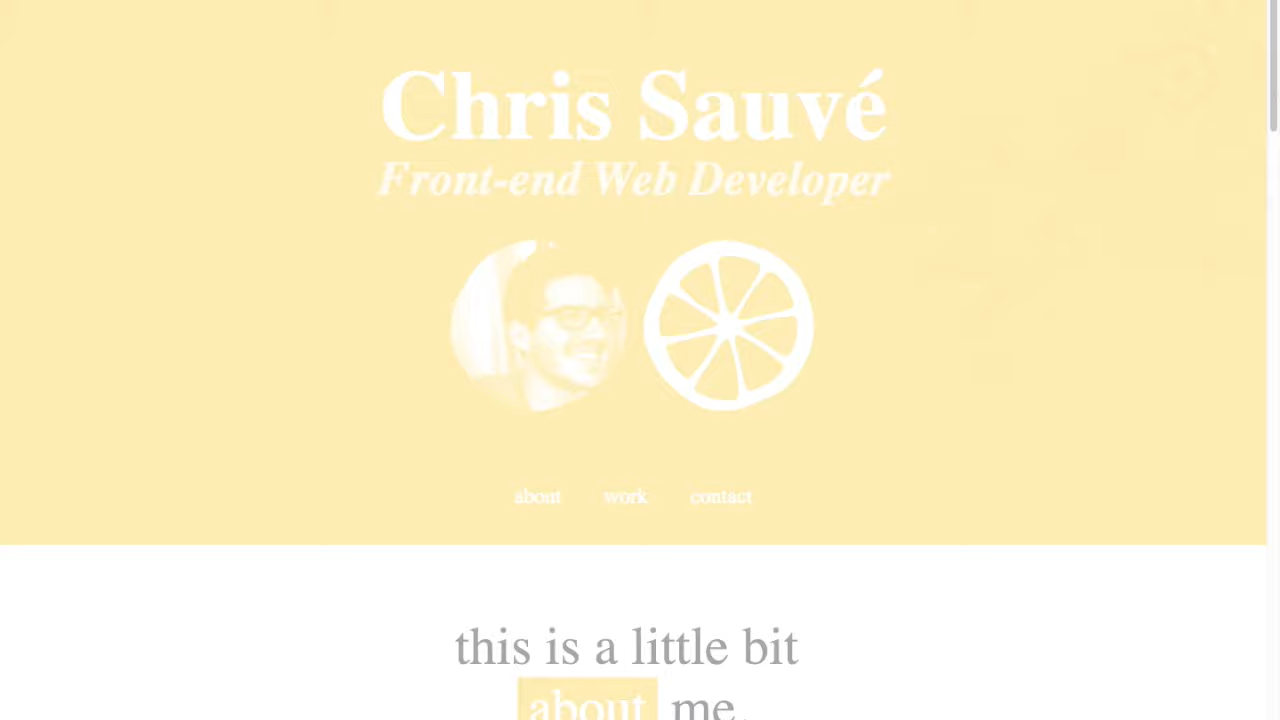 Chris Sauvé
Front-end Web Developer
about work contact
this is a little bit
about me.